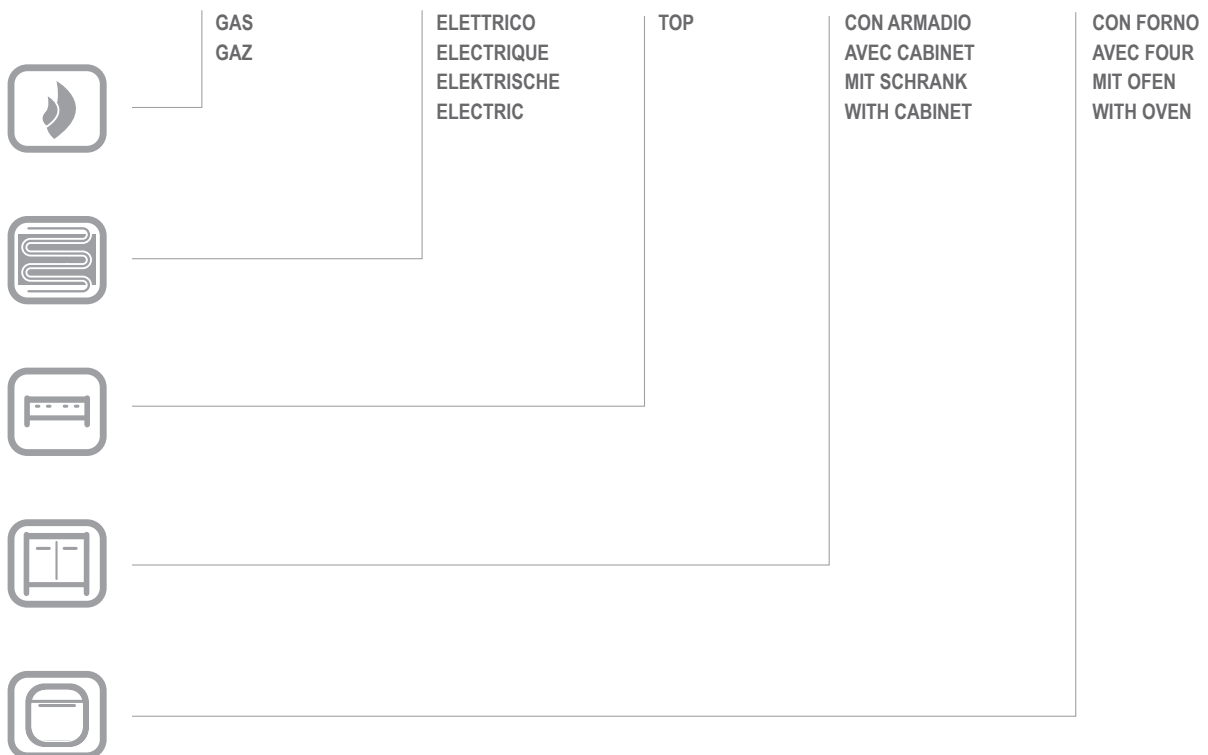 GAS
GAZ
ELETTRICO
ELECTRIQUE
ELEKTRISCHE
ELECTRIC
TOP
CON ARMADIO
AVEC CABINET
MIT SCHRANK
WITH CABINET
CON FORNO
AVEC FOUR
MIT OFEN
WITH OVEN